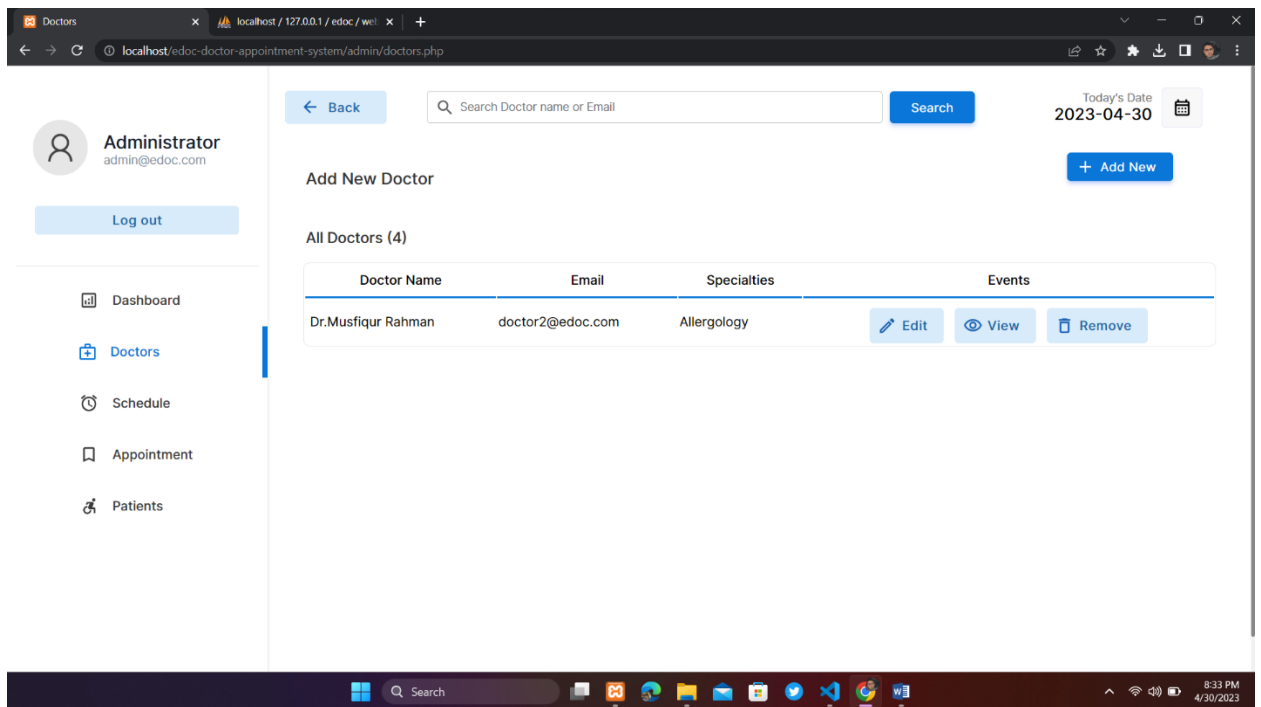 Doctors
localhost / 127.0.0.1 / edoc / web
localhost/edoc-doctor-appointment-system/admin/doctors.php
Administrator
admin@edoc.com
Log out
Dashboard
Doctors
Schedule
Appointment
Patients
Back
Search Doctor name or Email
Search
Today's Date
2023-04-30
Add New Doctor
+ Add New
All Doctors (4)
Doctor Name Email Specialties Events
Dr.Musfiqur Rahman doctor2@edoc.com Allergology Edit View Remove
Search
8:33 PM
4/30/2023